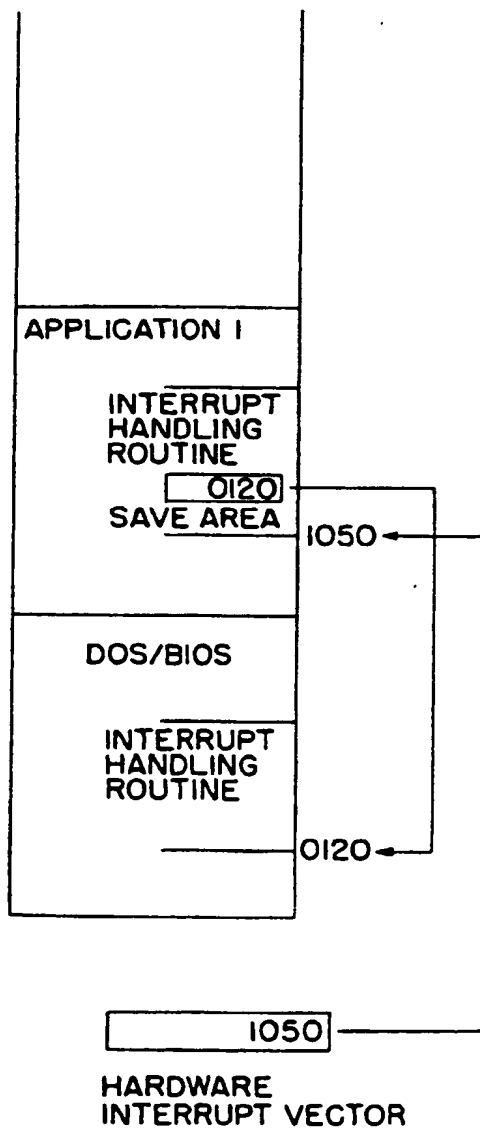 APPLICATION I
INTERRUPT
HANDLING
ROUTINE
0120
SAVE AREA
1050
DOS/BIOS
INTERRUPT
HANDLING
ROUTINE
0120
1050
HARDWARE
INTERRUPT VECTOR